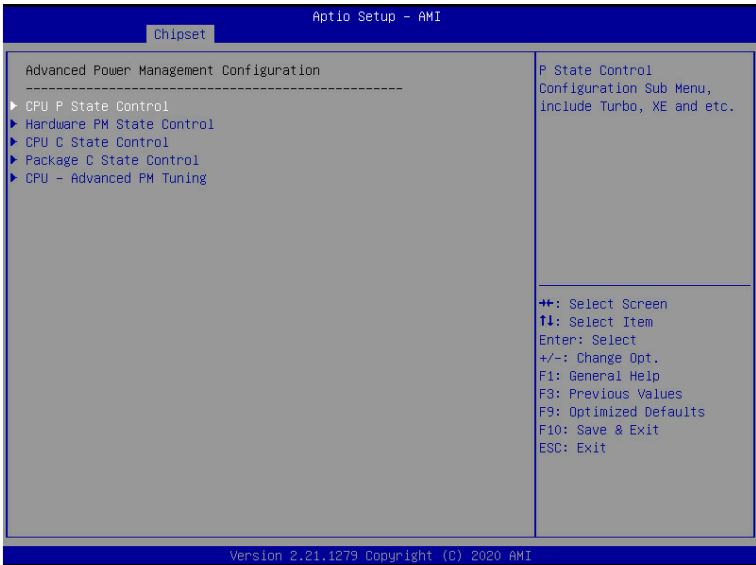 Aptio Setup – AMI
Chipset
Advanced Power Management Configuration
------------------------------------------------
▶ CPU P State Control
▶ Hardware PM State Control
▶ CPU C State Control
▶ Package C State Control
▶ CPU – Advanced PM Tuning
P State Control
Configuration Sub Menu,
include Turbo, XE and etc.
→←: Select Screen
↑↓: Select Item
Enter: Select
+/-: Change Opt.
F1: General Help
F3: Previous Values
F9: Optimized Defaults
F10: Save & Exit
ESC: Exit
Version 2.21.1279 Copyright (C) 2020 AMI